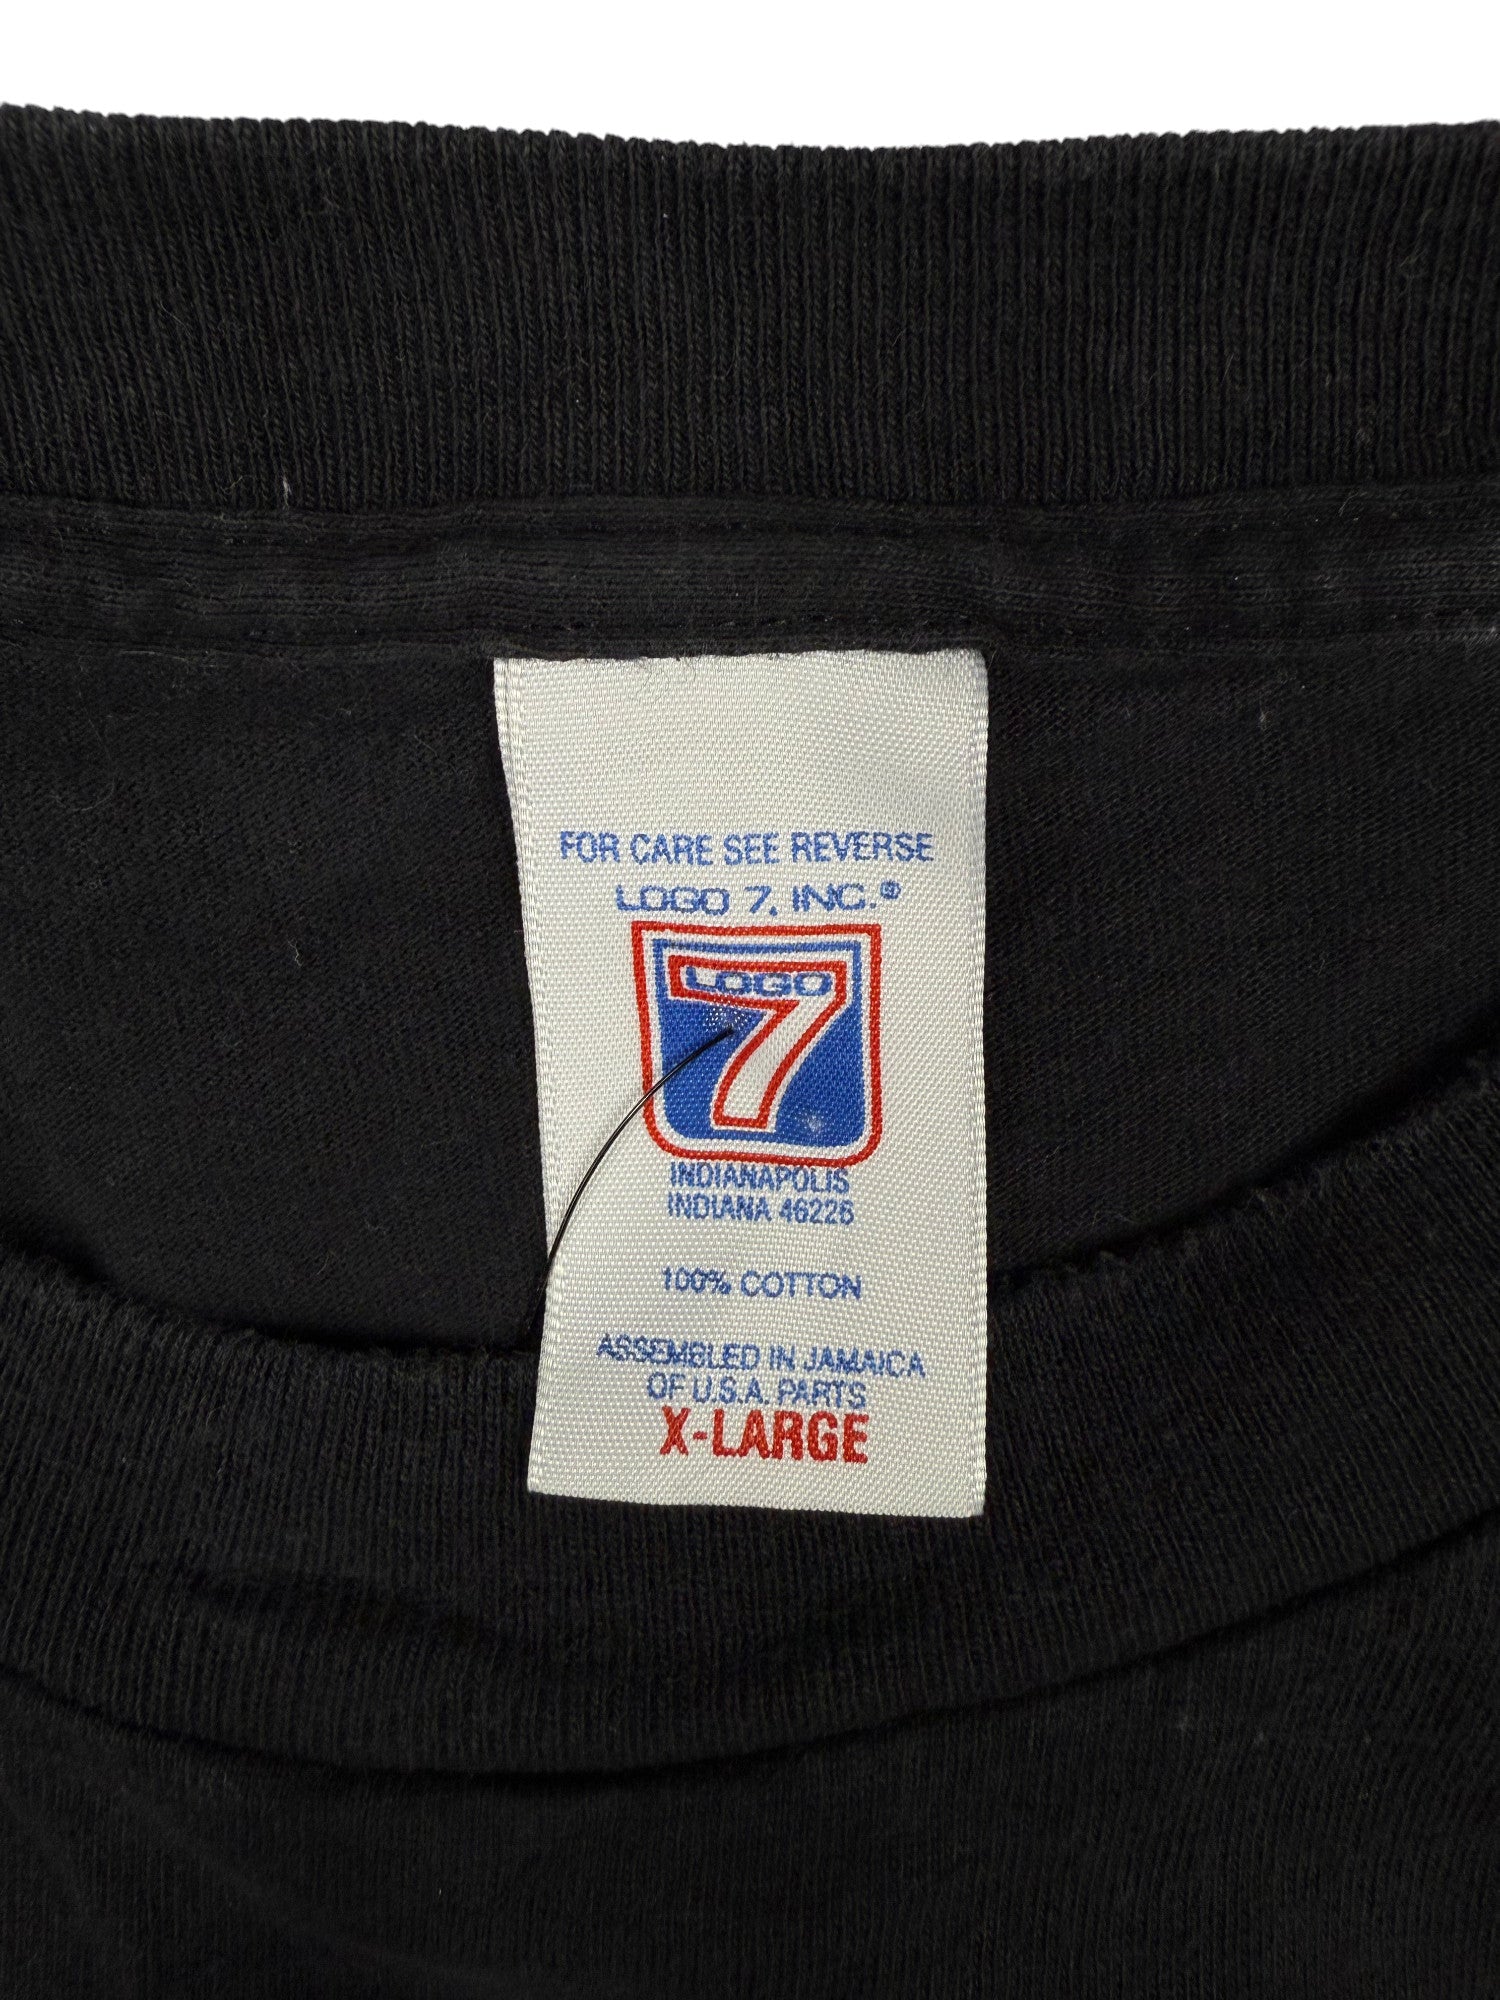 FOR CARE SEE REVERSE
LOGO 7, INC.®
LOGO
7
INDIANAPOLIS
INDIANA 46226
100% COTTON
ASSEMBLED IN JAMAICA
OF U.S.A. PARTS
X-LARGE